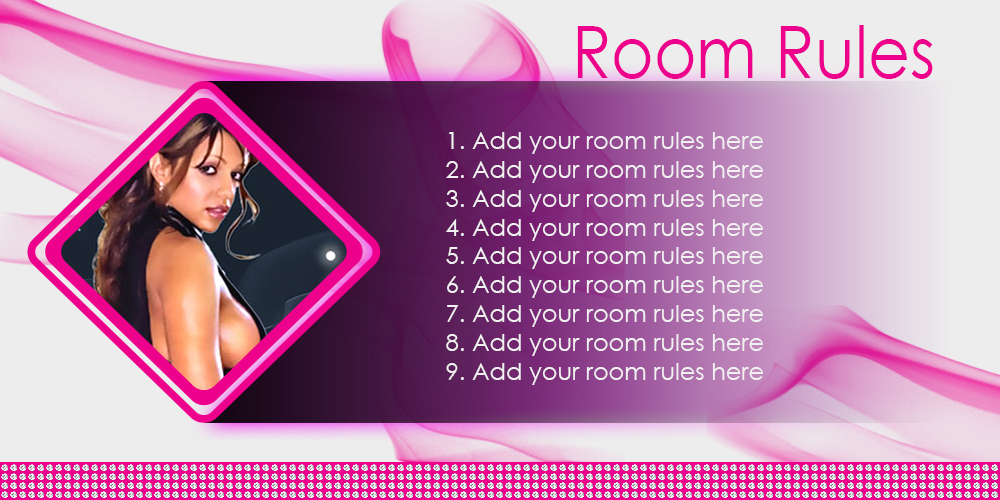 Room Rules
1. Add your room rules here
2. Add your room rules here
3. Add your room rules here
4. Add your room rules here
5. Add your room rules here
6. Add your room rules here
7. Add your room rules here
8. Add your room rules here
9. Add your room rules here